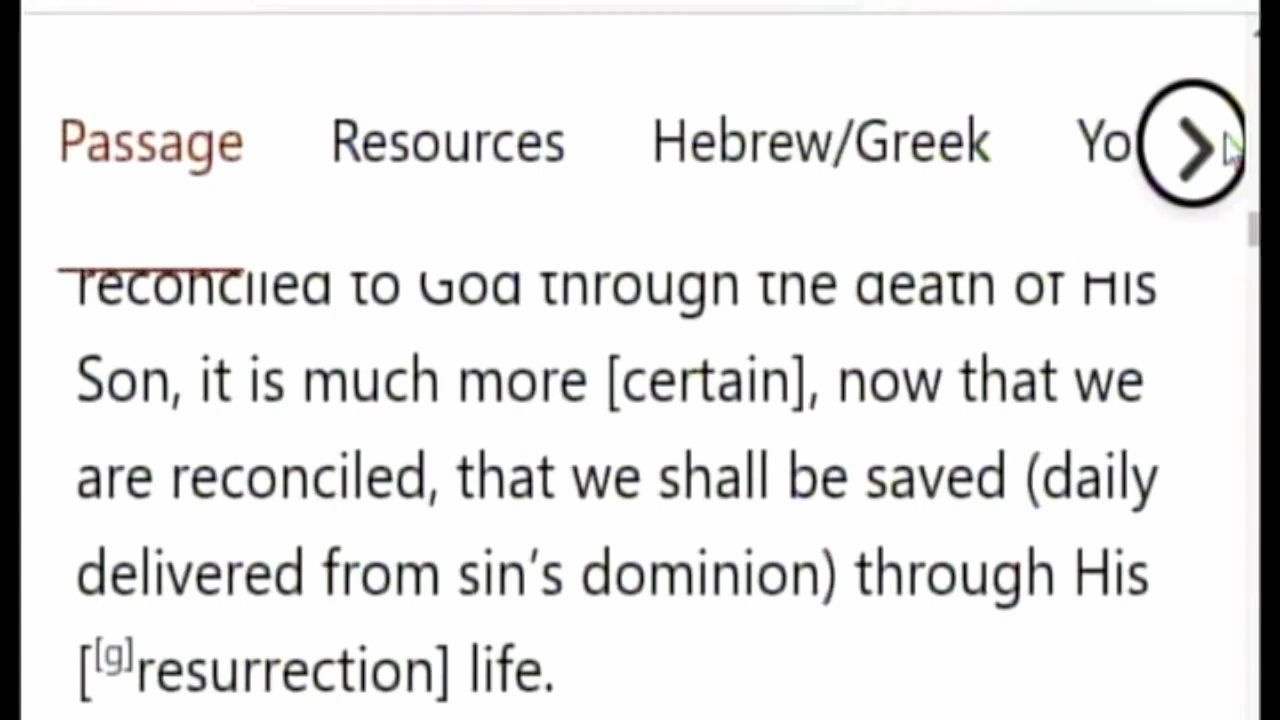 Passage Resources Hebrew/Greek Yo
reconciled to God through the death of His
Son, it is much more [certain], now that we
are reconciled, that we shall be saved (daily
delivered from sin’s dominion) through His
[[g]resurrection] life.